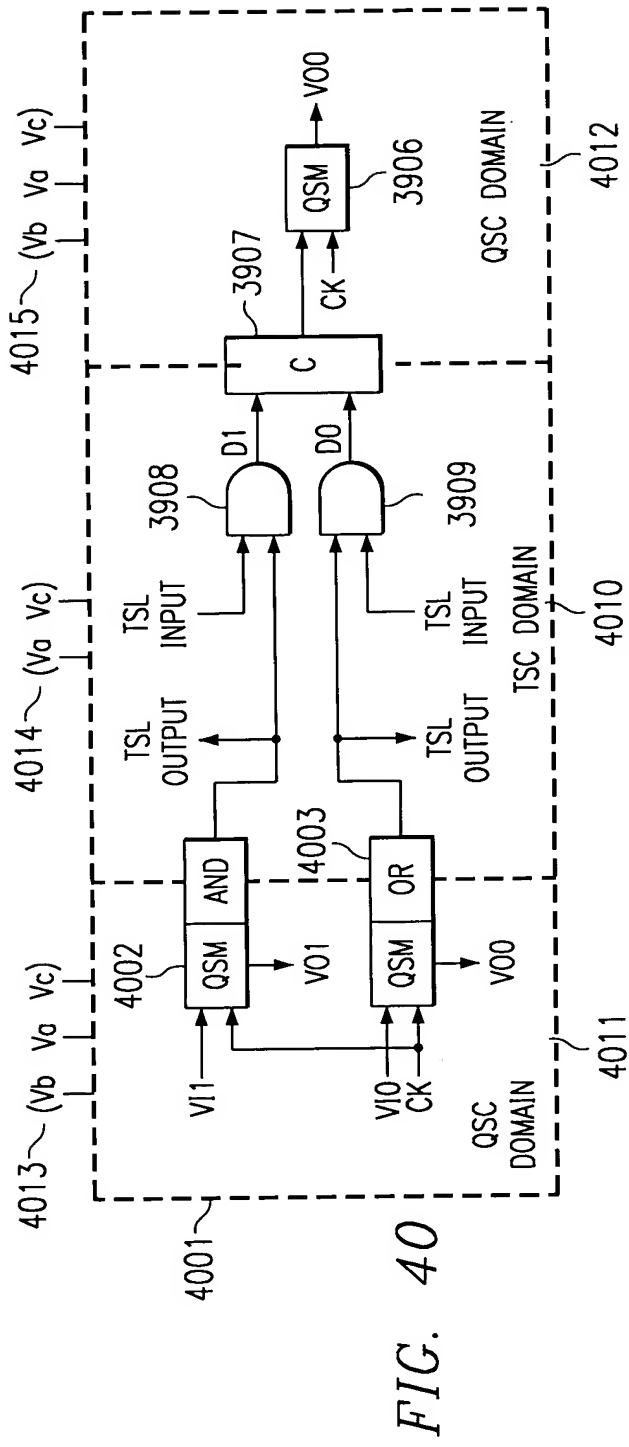 4013 (Vb Va Vc)
4014 (Va Vc)
4015 (Vb Va Vc)
4001
4002
QSM AND
VI1
VO1
4003
QSM OR
VI0
CK
VO0
QSC
DOMAIN
4011
TSL
OUTPUT
TSL
OUTPUT
TSL
INPUT
TSL
INPUT
3908
D1
3909
D0
TSC DOMAIN
4010
3907
C
QSM
CK
VO0
3906
QSC DOMAIN
4012
FIG. 40